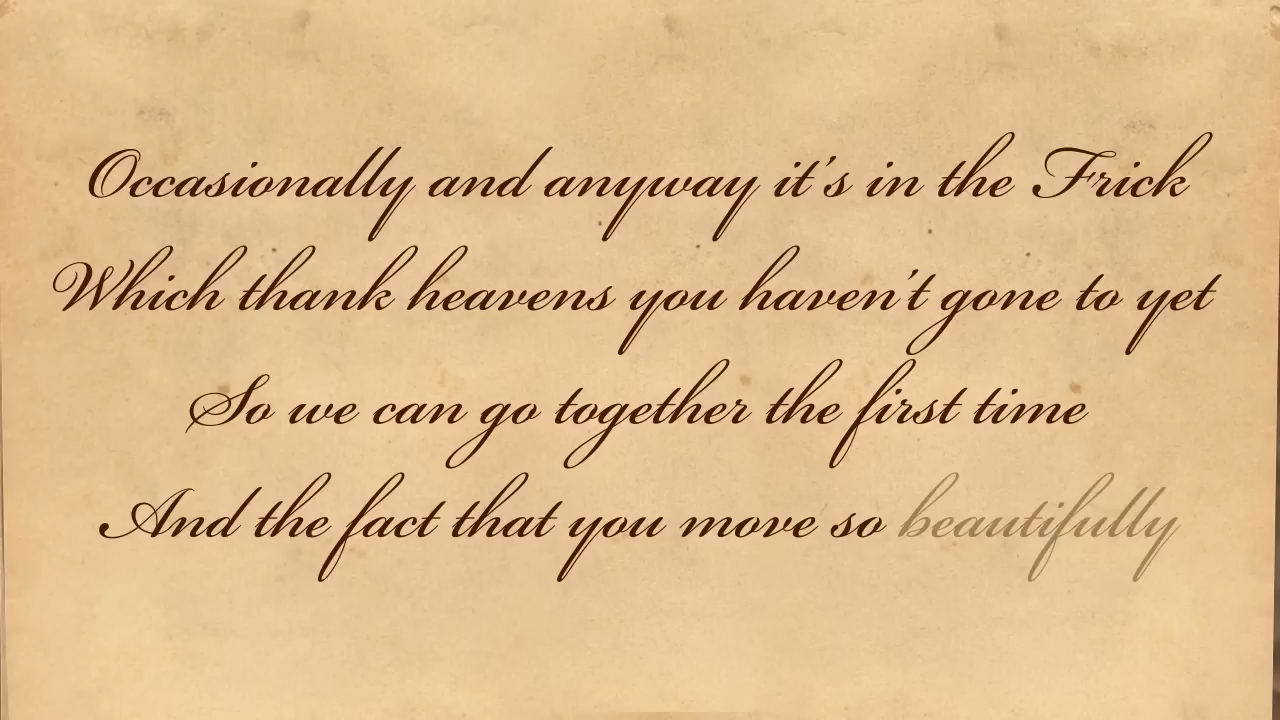 Occasionally and anyway it's in the Frick
Which thank heavens you haven't gone to yet
So we can go together the first time
And the fact that you move so beautifully